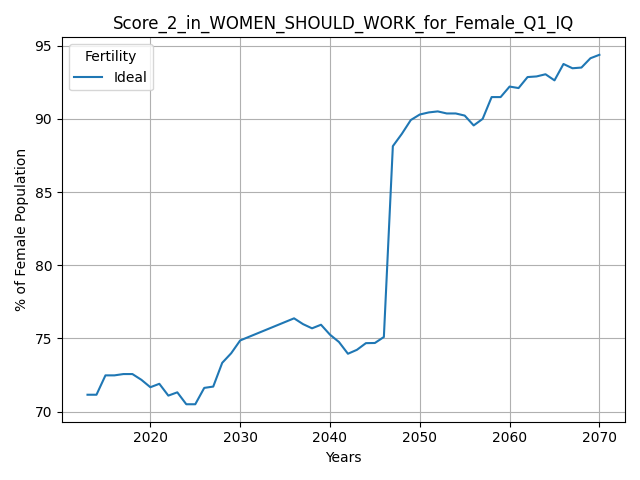 Score_2_in_WOMEN_SHOULD_WORK_for_Female_Q1_IQ
Fertility
Ideal
% of Female Population
95
90
85
80
75
70
2020 2030 2040 2050 2060 2070
Years